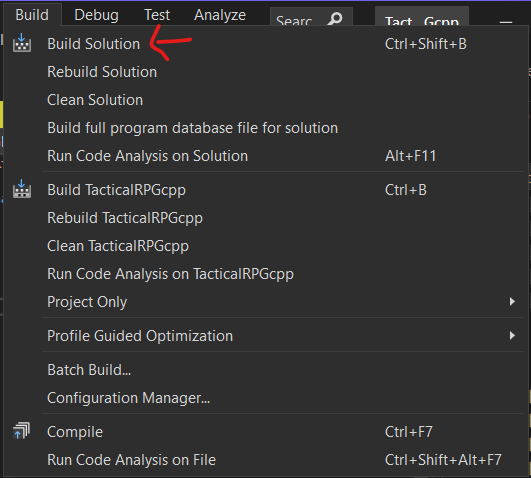 Build Debug Test Analyze Searc Tact...Gcpp
Build Solution Ctrl+Shift+B
Rebuild Solution
Clean Solution
Build full program database file for solution
Run Code Analysis on Solution Alt+F11
Build TacticalRPGcpp Ctrl+B
Rebuild TacticalRPGcpp
Clean TacticalRPGcpp
Run Code Analysis on TacticalRPGcpp
Project Only
Profile Guided Optimization
Batch Build...
Configuration Manager...
Compile Ctrl+F7
Run Code Analysis on File Ctrl+Shift+Alt+F7